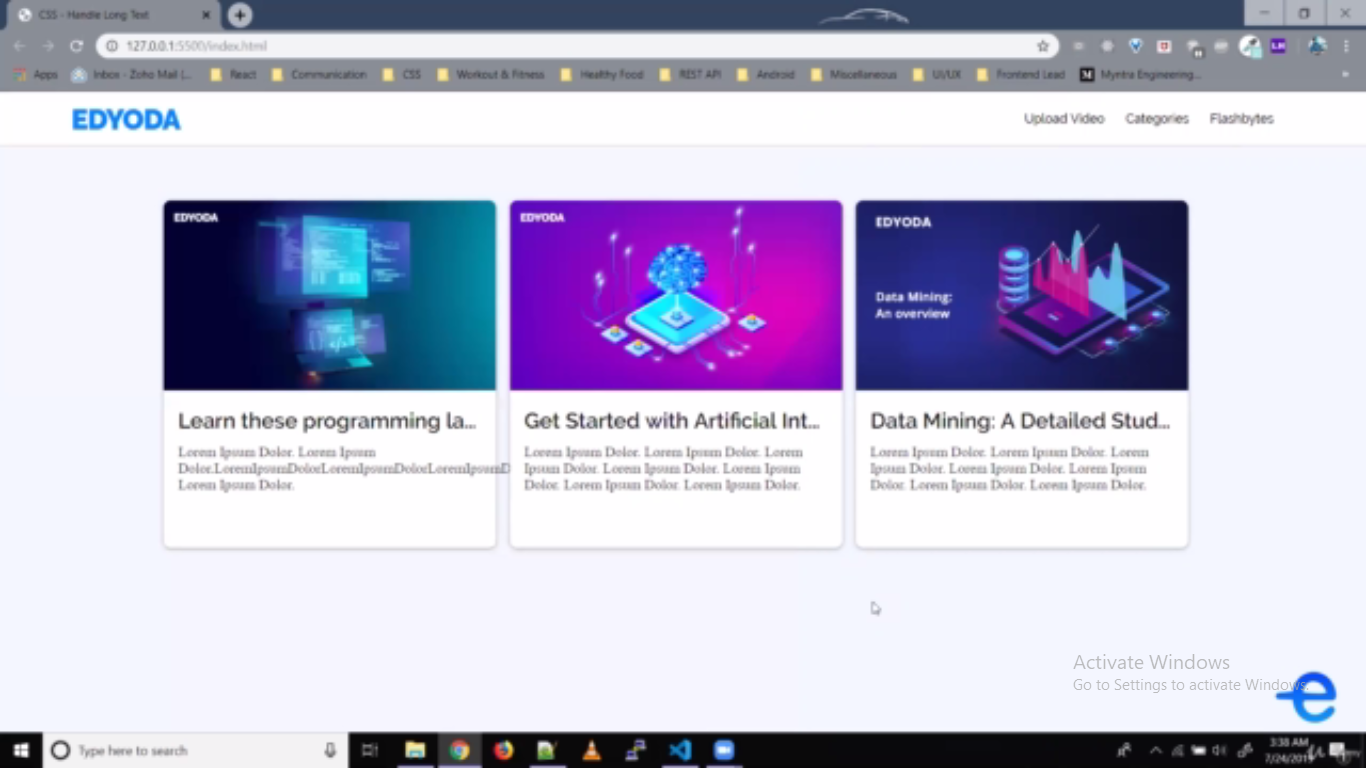 CSS - Handle Long Text
127.0.0.1:5500/index.html
Apps
Inbox - Zoho Mail (...
React
Communication
CSS
Workout & Fitness
Healthy Food
REST API
Android
Miscellaneous
UI/UX
Frontend Lead
M
Myntra Engineering...
EDYODA
Upload Video
Categories
Flashbytes
EDYODA
EDYODA
EDYODA
Data Mining:
An overview
Learn these programming la...
Lorem Ipsum Dolor. Lorem Ipsum
Dolor.LoremIpsumDolorLoremIpsumDolorLoremIpsumD
Lorem Ipsum Dolor.
Get Started with Artificial Int...
Lorem Ipsum Dolor. Lorem Ipsum Dolor. Lorem
Ipsum Dolor. Lorem Ipsum Dolor. Lorem Ipsum
Dolor. Lorem Ipsum Dolor. Lorem Ipsum Dolor.
Data Mining: A Detailed Stud...
Lorem Ipsum Dolor. Lorem Ipsum Dolor. Lorem
Ipsum Dolor. Lorem Ipsum Dolor. Lorem Ipsum
Dolor. Lorem Ipsum Dolor. Lorem Ipsum Dolor.
Activate Windows
Go to Settings to activate Windows.
e
Type here to search
3:38 AM